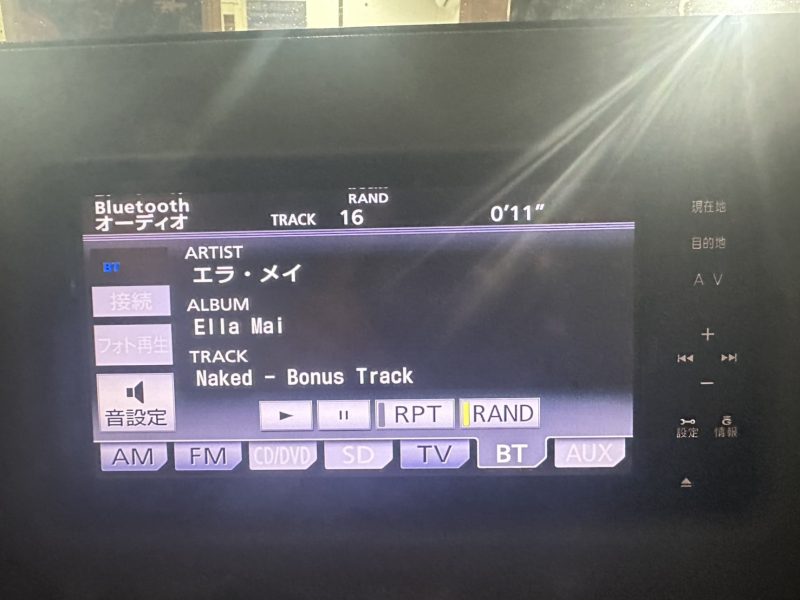 Bluetooth
オーディオ
RAND
TRACK 16 0'11"
BT
ARTIST
エラ・メイ
接続
ALBUM
Ella Mai
フォト再生
TRACK
Naked - Bonus Track
音設定
► II RPT RAND
AM FM CD/DVD SD TV BT AUX
現在地
目的地
AV
+
−
設定 情報